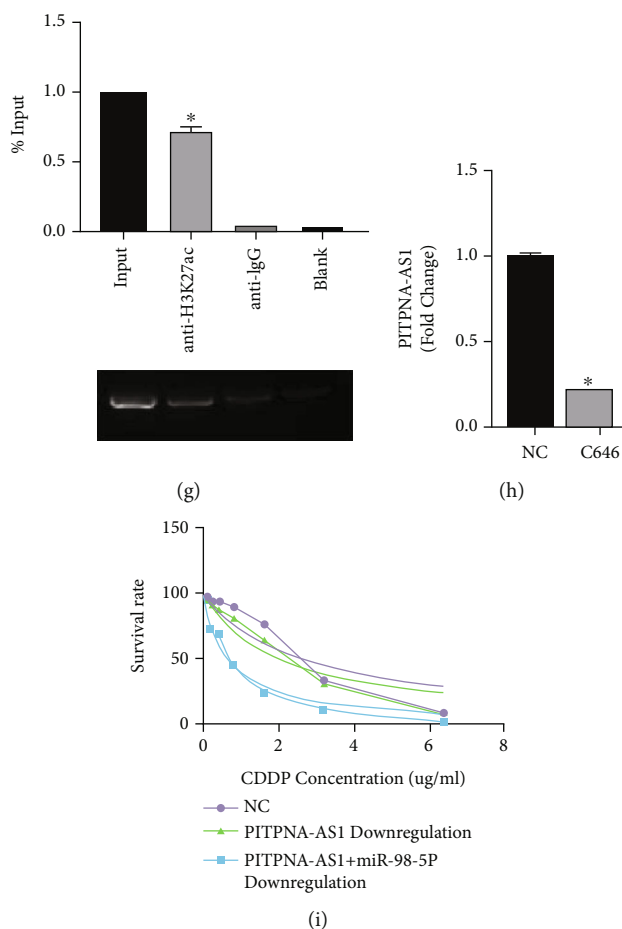 1.5
1.0
0.5
0.0
% Input
*
Input
anti-H3K27ac
anti-IgG
Blank
(g)
1.5
1.0
0.5
0.0
PITPNA-AS1
(Fold Change)
*
NC
C646
(h)
150
100
50
0
Survival rate
0 2 4 6 8
CDDP Concentration (ug/ml)
NC
PITPNA-AS1 Downregulation
PITPNA-AS1+miR-98-5P
Downregulation
(i)